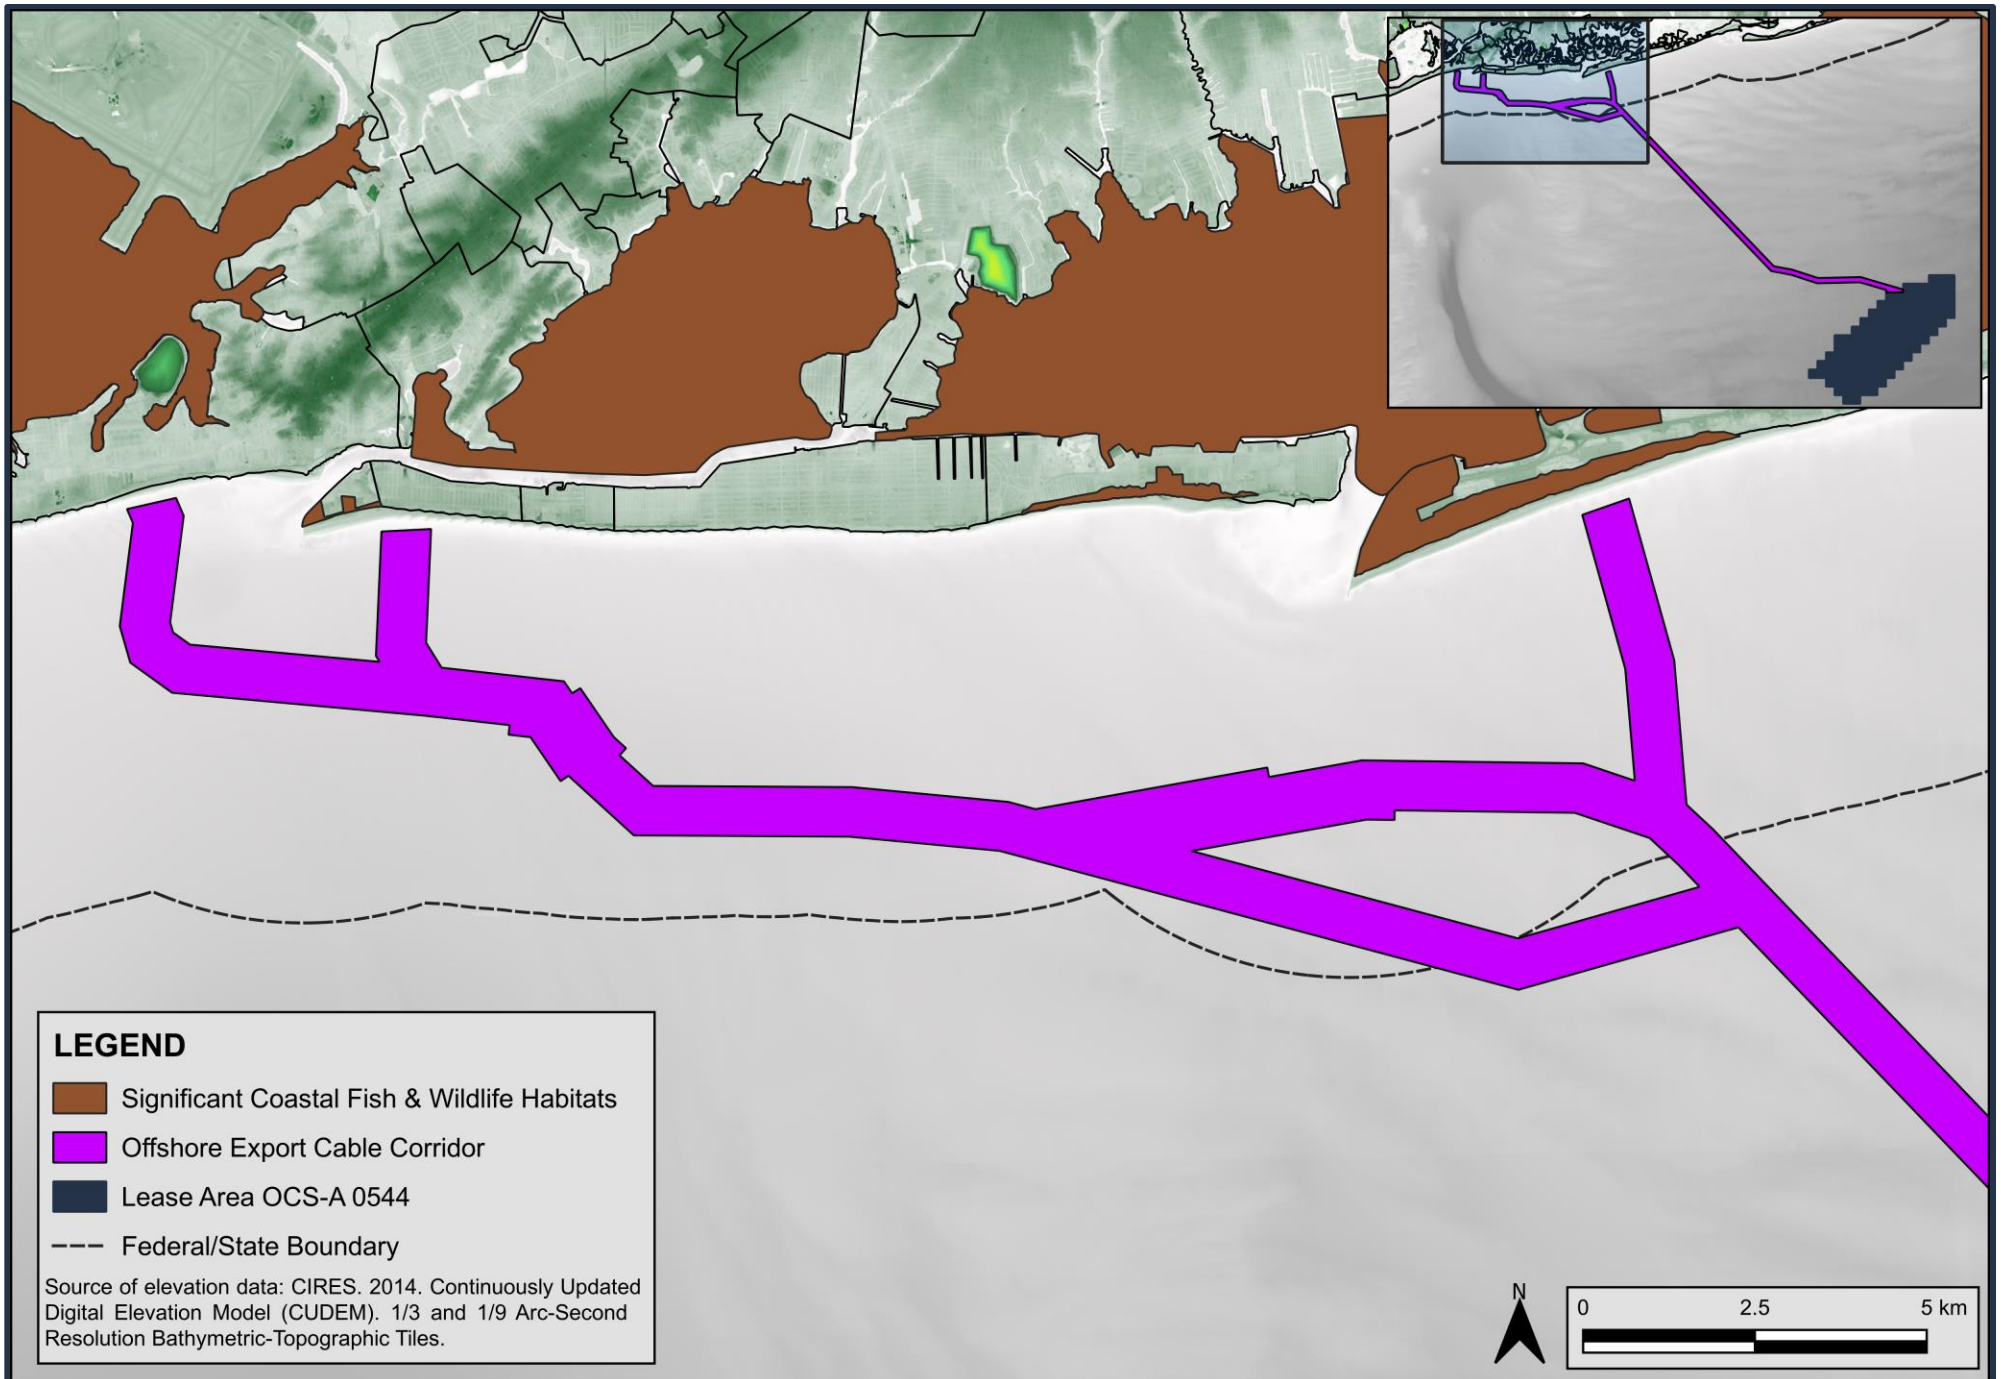 LEGEND
Significant Coastal Fish & Wildlife Habitats
Offshore Export Cable Corridor
Lease Area OCS-A 0544
Federal/State Boundary
Source of elevation data: CIRES. 2014. Continuously Updated
Digital Elevation Model (CUDEM). 1/3 and 1/9 Arc-Second
Resolution Bathymetric-Topographic Tiles.
N
0 2.5 5 km